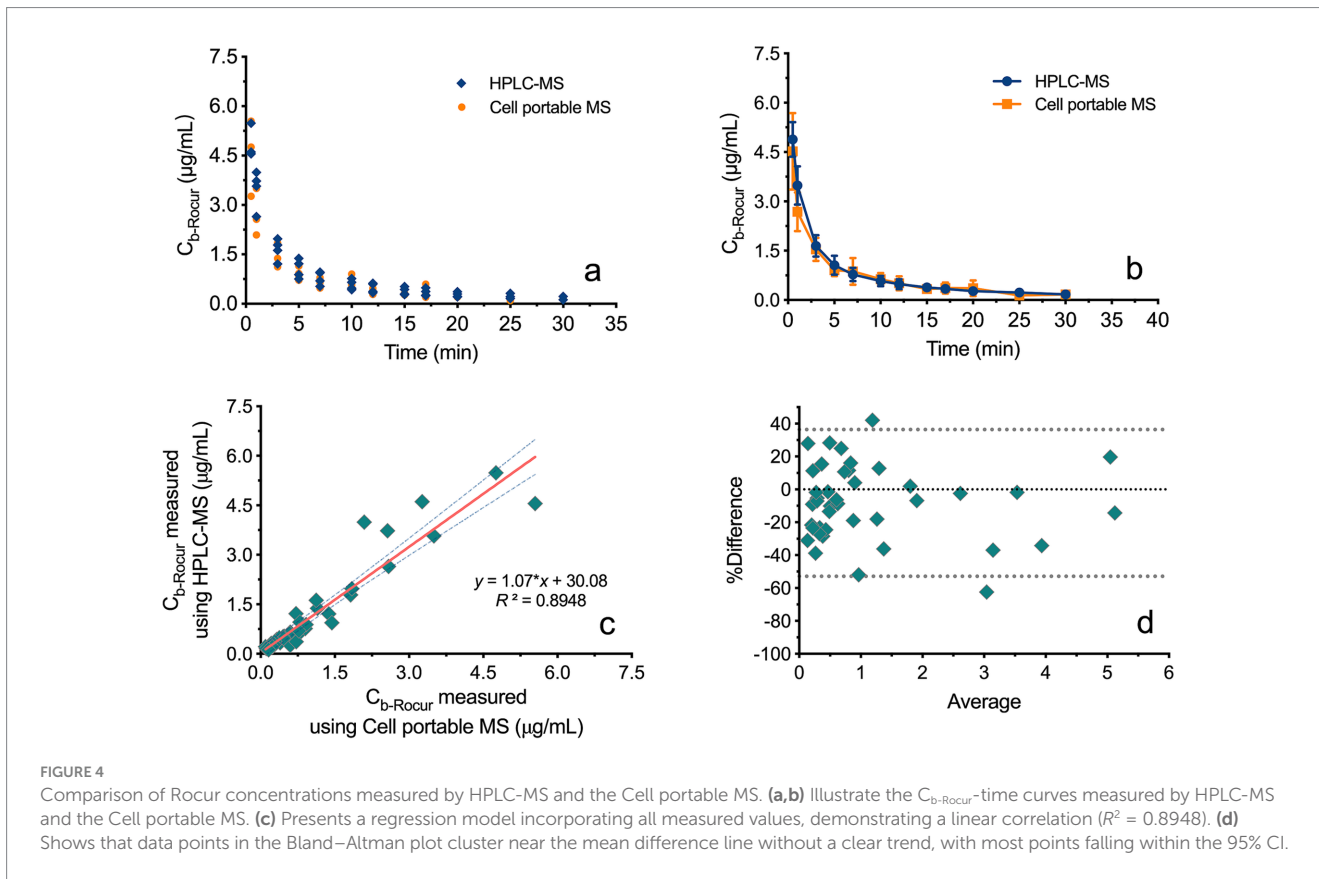 7.5
6.0
4.5
3.0
1.5
0.0
C_b-Rocur (µg/mL)
HPLC-MS
Cell portable MS
a
0 5 10 15 20 25 30 35
Time (min)
7.5
6.0
4.5
3.0
1.5
0.0
C_b-Rocur (µg/mL)
HPLC-MS
Cell portable MS
b
0 5 10 15 20 25 30 35 40
Time (min)
7.5
6.0
4.5
3.0
1.5
0.0
C_b-Rocur measured
using HPLC-MS (µg/mL)
y = 1.07*x + 30.08
R² = 0.8948
c
0.0 1.5 3.0 4.5 6.0 7.5
C_b-Rocur measured
using Cell portable MS (µg/mL)
40
20
0
-20
-40
-60
-80
-100
%Difference
d
0 1 2 3 4 5 6
Average
FIGURE 4
Comparison of Rocur concentrations measured by HPLC-MS and the Cell portable MS. (a,b) Illustrate the C_b-Rocur-time curves measured by HPLC-MS
and the Cell portable MS. (c) Presents a regression model incorporating all measured values, demonstrating a linear correlation (R² = 0.8948). (d)
Shows that data points in the Bland–Altman plot cluster near the mean difference line without a clear trend, with most points falling within the 95% CI.